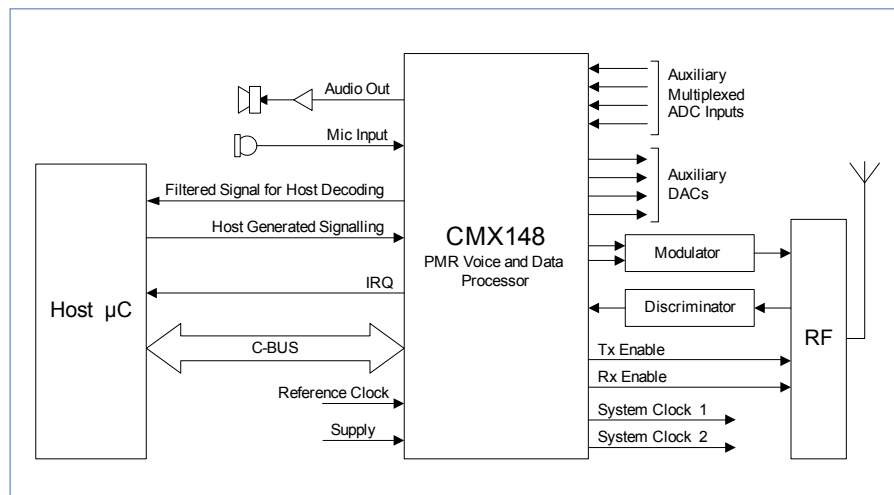 Audio Out
Mic Input
Filtered Signal for Host Decoding
Host Generated Signalling
IRQ
C-BUS
Reference Clock
Supply
Host µC
CMX148
PMR Voice and Data
Processor
Auxiliary
Multiplexed
ADC Inputs
Auxiliary
DACs
Modulator
Discriminator
Tx Enable
Rx Enable
System Clock 1
System Clock 2
RF